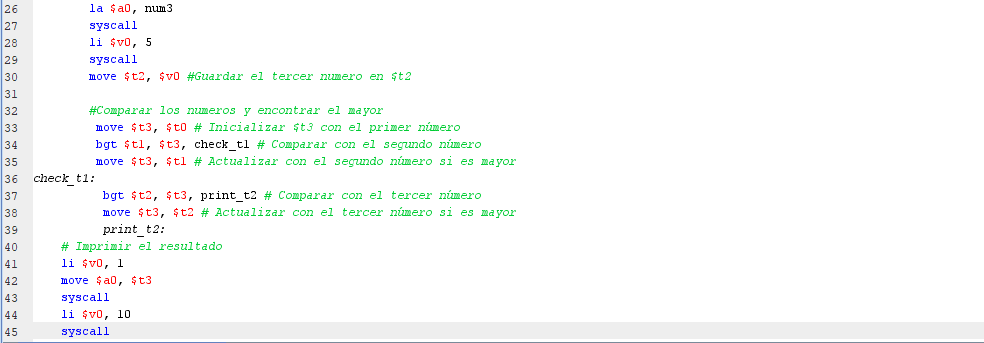 26 la $a0, num3
27 syscall
28 li $v0, 5
29 syscall
30 move $t2, $v0 #Guardar el tercer numero en $t2
31
32 #Comparar los numeros y encontrar el mayor
33 move $t3, $t0 # Inicializar $t3 con el primer número
34 bgt $t1, $t3, check_t1 # Comparar con el segundo número
35 move $t3, $t1 # Actualizar con el segundo número si es mayor
36 check_t1:
37 bgt $t2, $t3, print_t2 # Comparar con el tercer número
38 move $t3, $t2 # Actualizar con el tercer número si es mayor
39 print_t2:
40 # Imprimir el resultado
41 li $v0, 1
42 move $a0, $t3
43 syscall
44 li $v0, 10
45 syscall